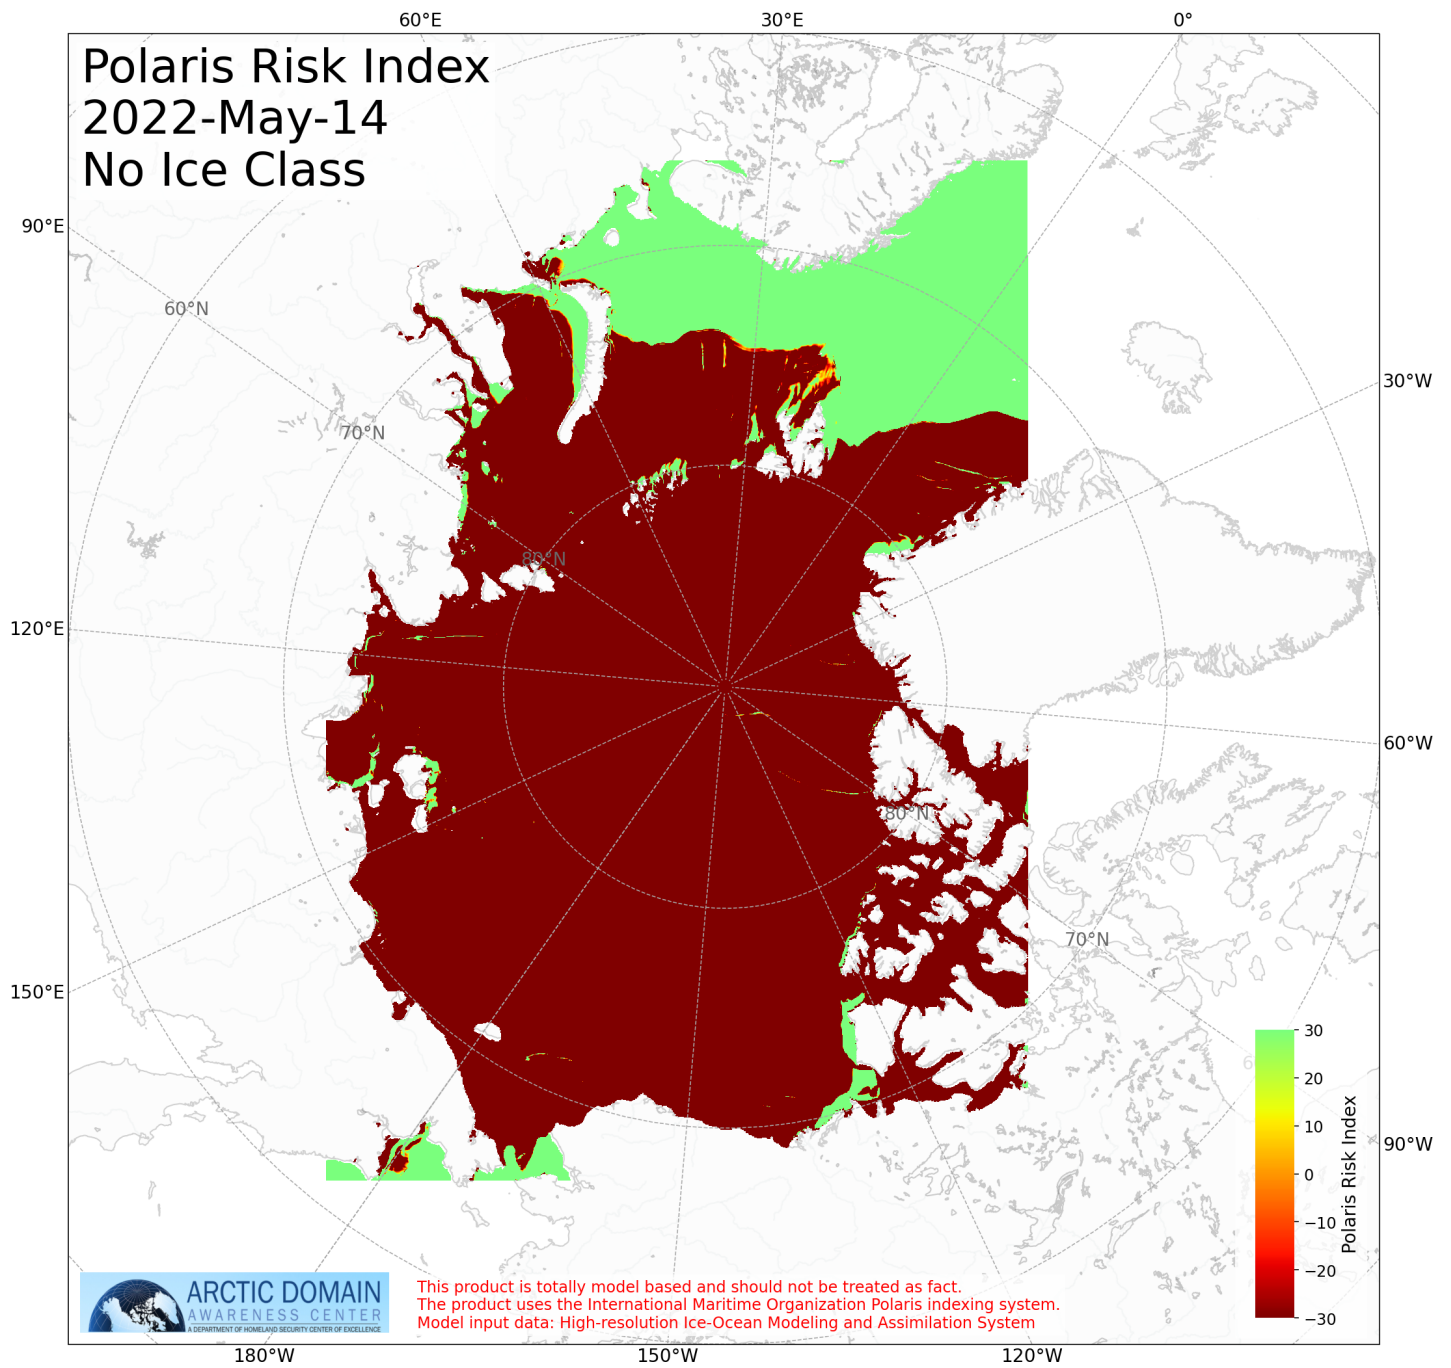 60°E
30°E
0°
Polaris Risk Index
2022-May-14
No Ice Class
90°E
60°N
30°W
70°N
80°N
120°E
60°W
80°N
70°N
150°E
30
20
10
0
−10
−20
−30
Polaris Risk Index
90°W
ARCTIC DOMAIN
AWARENESS CENTER
A DEPARTMENT OF HOMELAND SECURITY CENTER OF EXCELLENCE
This product is totally model based and should not be treated as fact.
The product uses the International Maritime Organization Polaris indexing system.
Model input data: High-resolution Ice-Ocean Modeling and Assimilation System
180°W
150°W
120°W